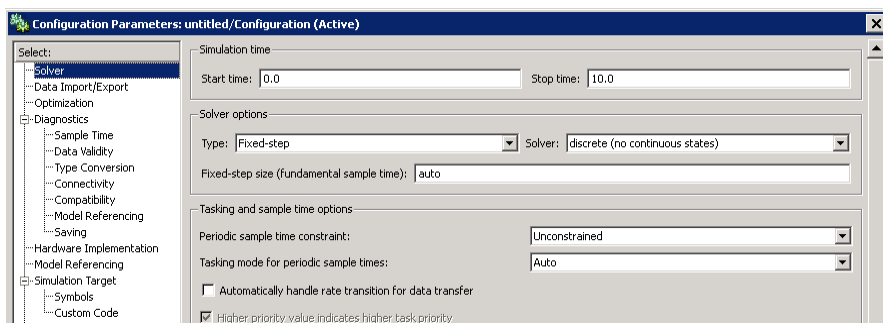 Configuration Parameters: untitled/Configuration (Active)
Select:
Solver
Data Import/Export
Optimization
Diagnostics
Sample Time
Data Validity
Type Conversion
Connectivity
Compatibility
Model Referencing
Saving
Hardware Implementation
Model Referencing
Simulation Target
Symbols
Custom Code
Simulation time
Start time: 0.0 Stop time: 10.0
Solver options
Type: Fixed-step Solver: discrete (no continuous states)
Fixed-step size (fundamental sample time): auto
Tasking and sample time options
Periodic sample time constraint: Unconstrained
Tasking mode for periodic sample times: Auto
Automatically handle rate transition for data transfer
Higher priority value indicates higher task priority